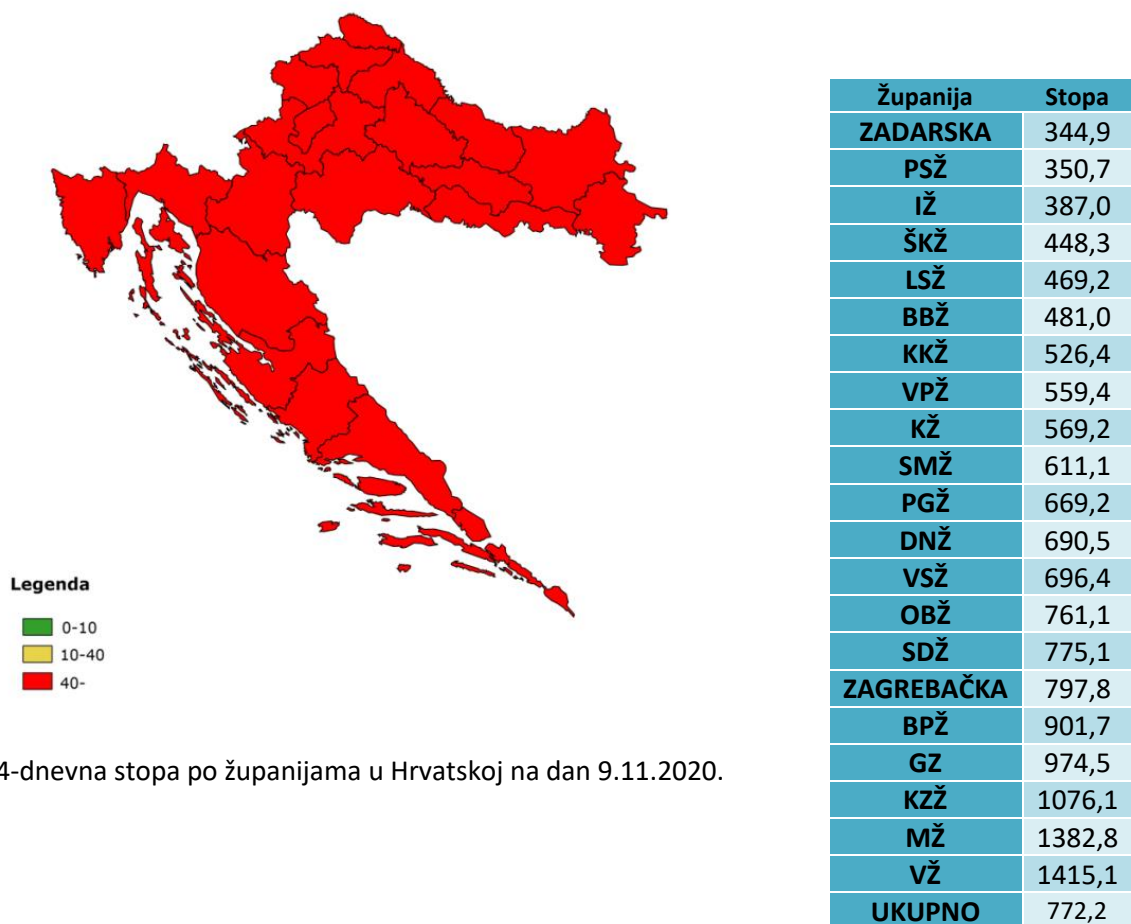 Županija Stopa
ZADARSKA 344,9
PSŽ 350,7
IŽ 387,0
ŠKŽ 448,3
LSŽ 469,2
BBŽ 481,0
KKŽ 526,4
VPŽ 559,4
KŽ 569,2
SMŽ 611,1
PGŽ 669,2
DNŽ 690,5
VSŽ 696,4
OBŽ 761,1
SDŽ 775,1
ZAGREBAČKA 797,8
BPŽ 901,7
GZ 974,5
KZŽ 1076,1
MŽ 1382,8
VŽ 1415,1
UKUPNO 772,2
Legenda
0-10
10-40
40-
4-dnevna stopa po županijama u Hrvatskoj na dan 9.11.2020.